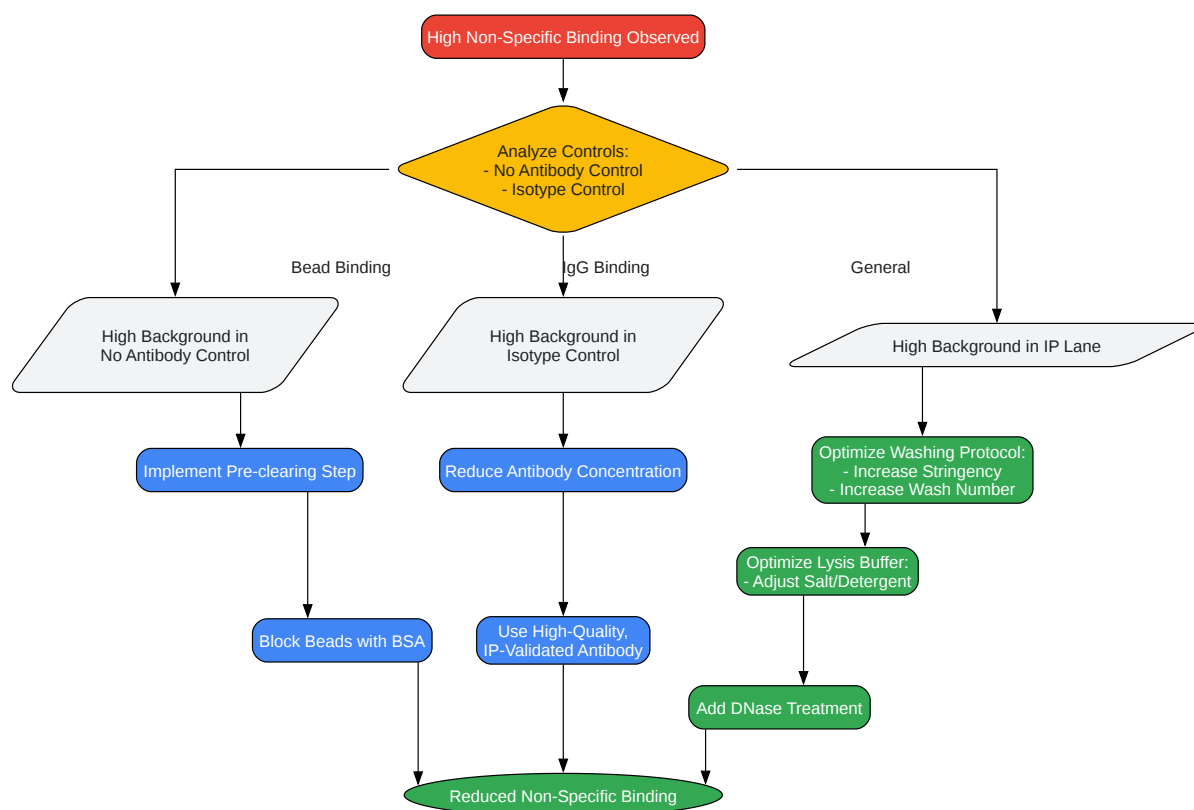 High Non-Specific Binding Observed
Analyze Controls:
- No Antibody Control
- Isotype Control
Bead Binding
IgG Binding
General
High Background in
No Antibody Control
High Background in
Isotype Control
High Background in IP Lane
Implement Pre-clearing Step
Reduce Antibody Concentration
Optimize Washing Protocol:
- Increase Stringency
- Increase Wash Number
Optimize Lysis Buffer:
- Adjust Salt/Detergent
Block Beads with BSA
Use High-Quality,
IP-Validated Antibody
Add DNase Treatment
Reduced Non-Specific Binding